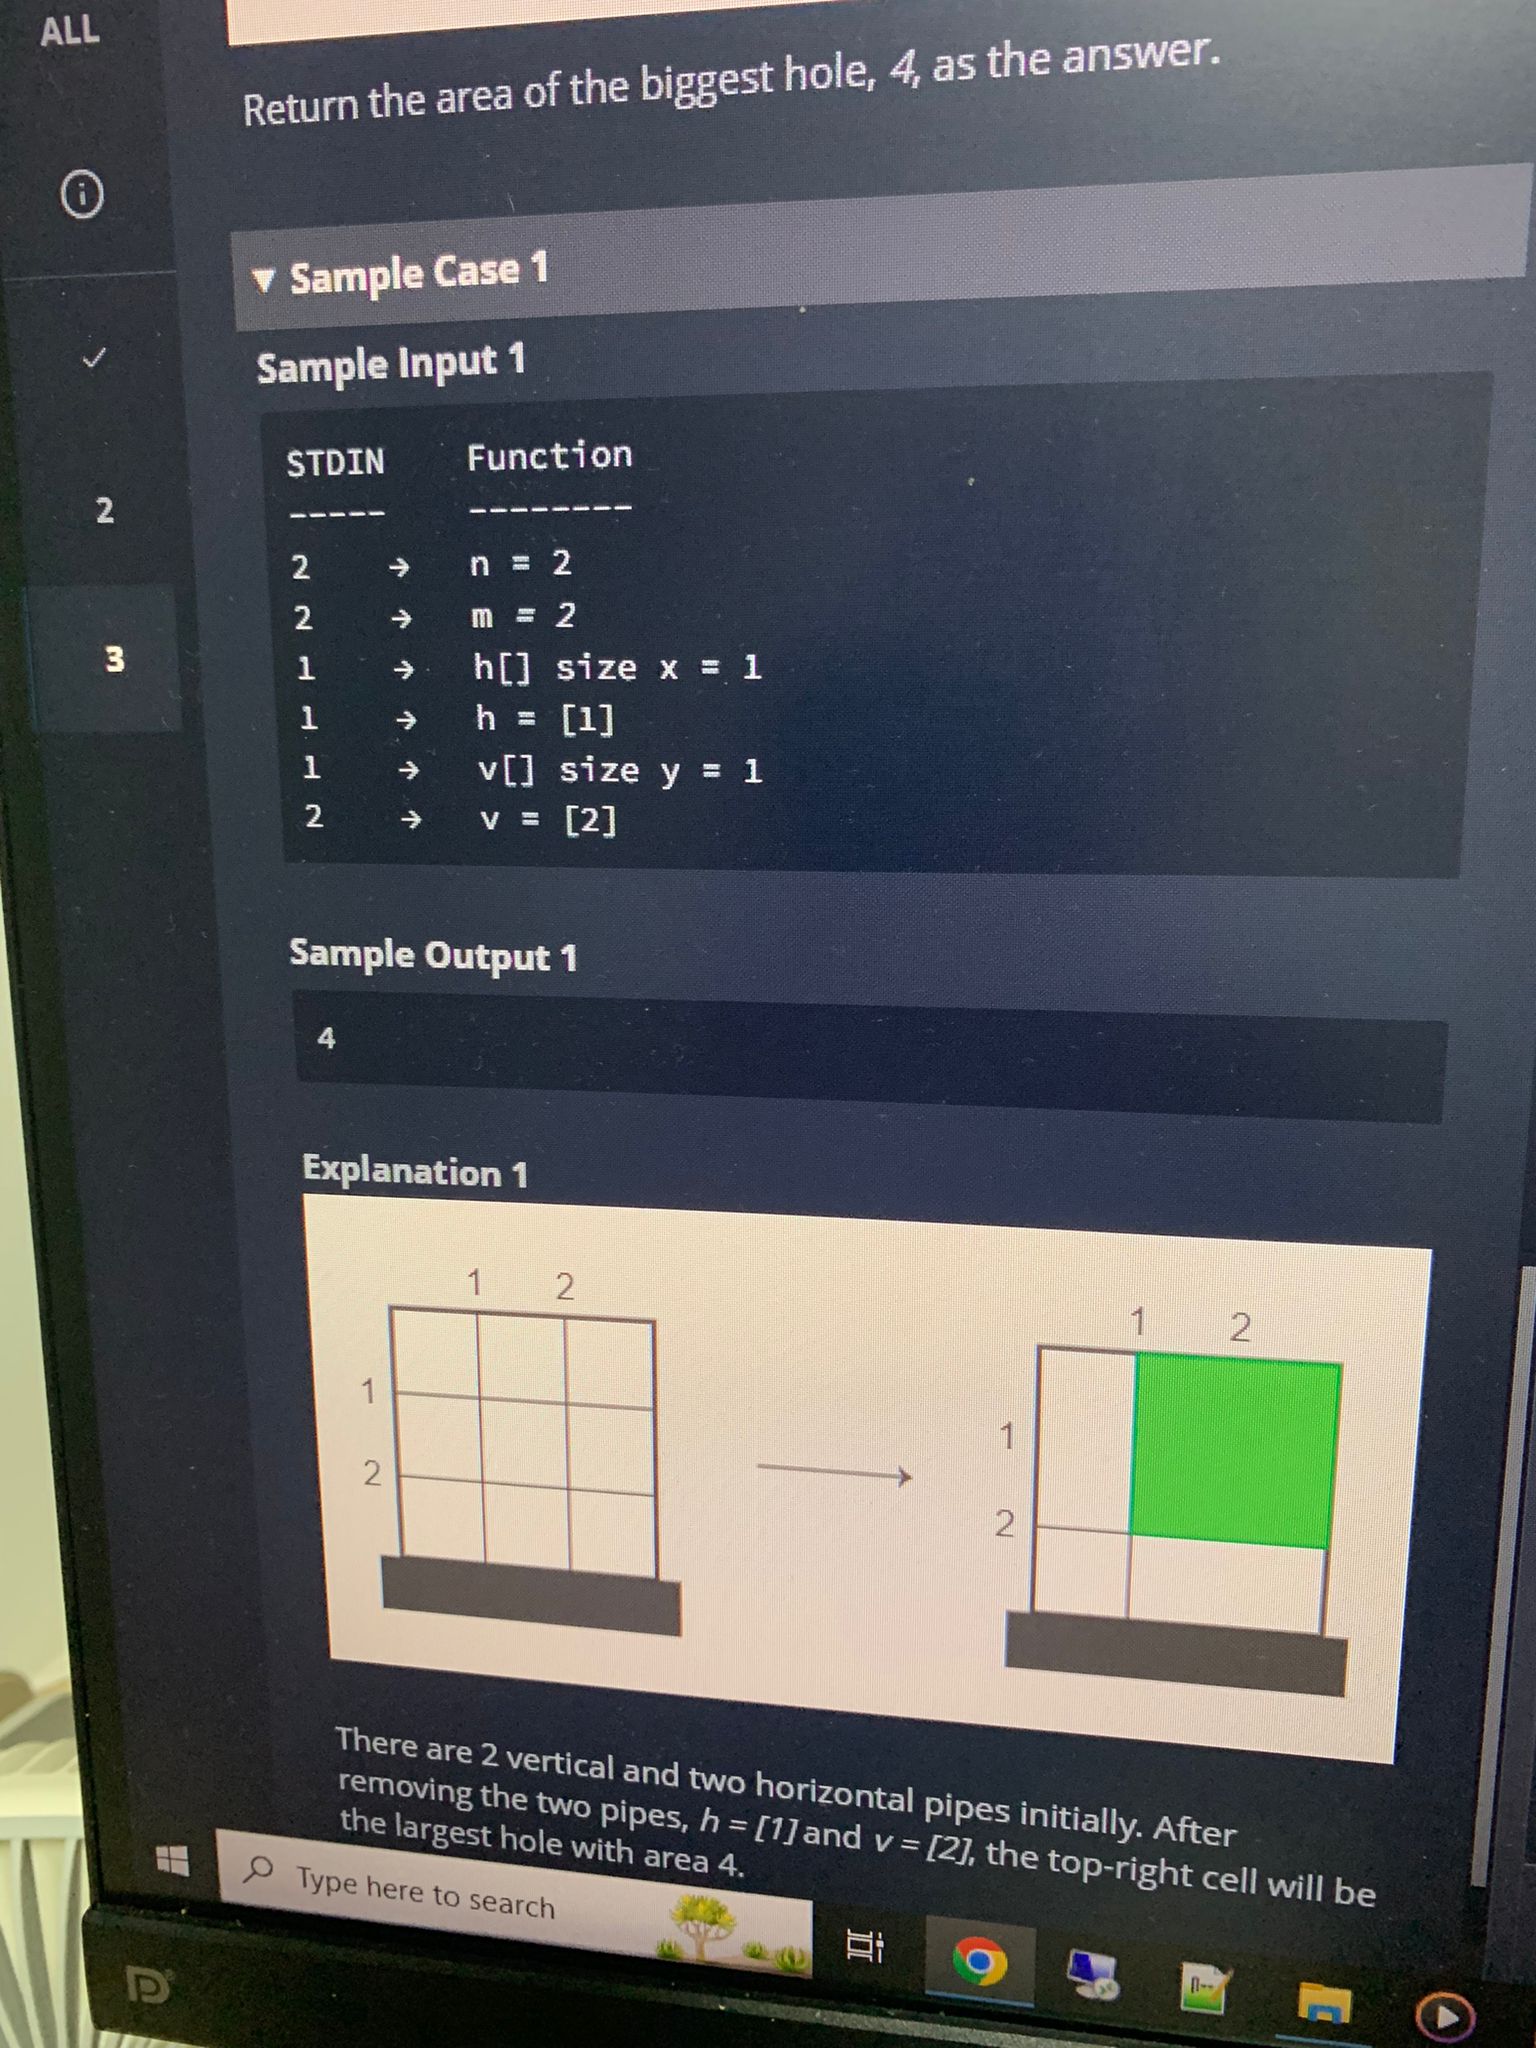 ALL
Return the area of the biggest hole, 4, as the answer.
▼ Sample Case 1
Sample Input 1
STDIN Function
----- --------
2 → n = 2
2 → m = 2
1 → h[] size x = 1
1 → h = [1]
1 → v[] size y = 1
2 → v = [2]
2
3
Sample Output 1
4
Explanation 1
1 2
1
2
1 2
1
2
There are 2 vertical and two horizontal pipes initially. After
removing the two pipes, h = [1] and v = [2], the top-right cell will be
the largest hole with area 4.
Type here to search